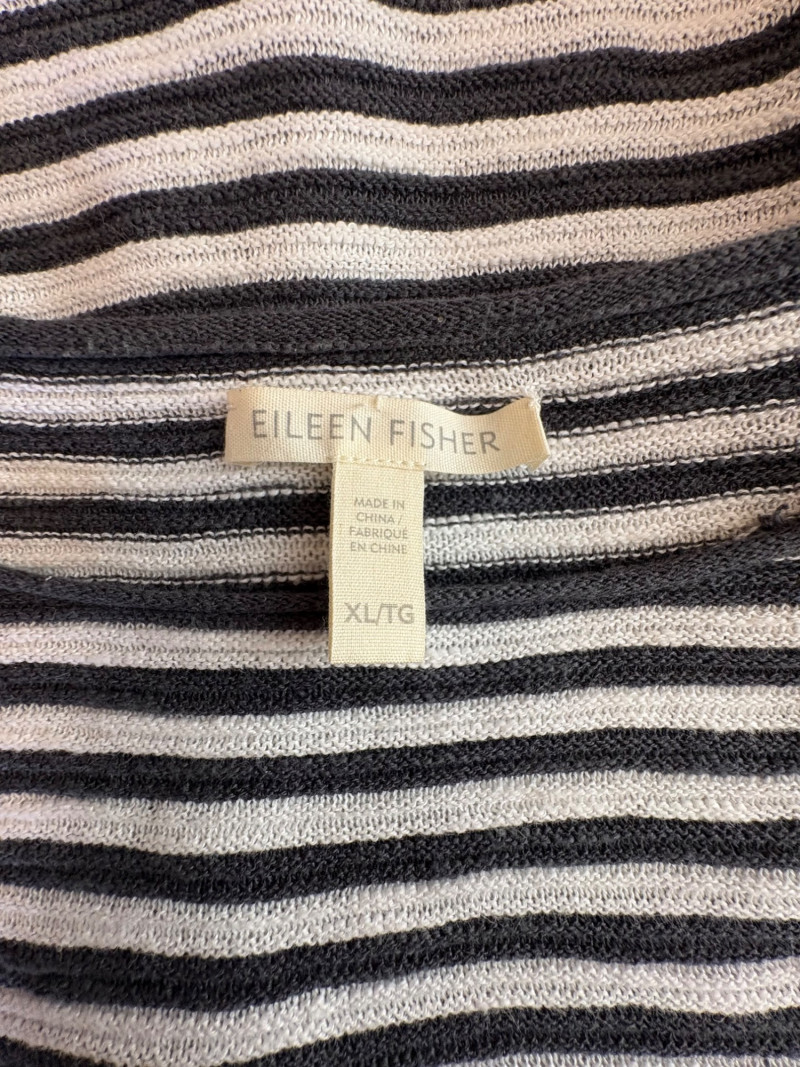 EILEEN FISHER
MADE IN
CHINA /
FABRIQUÉ
EN CHINE
XL/TG